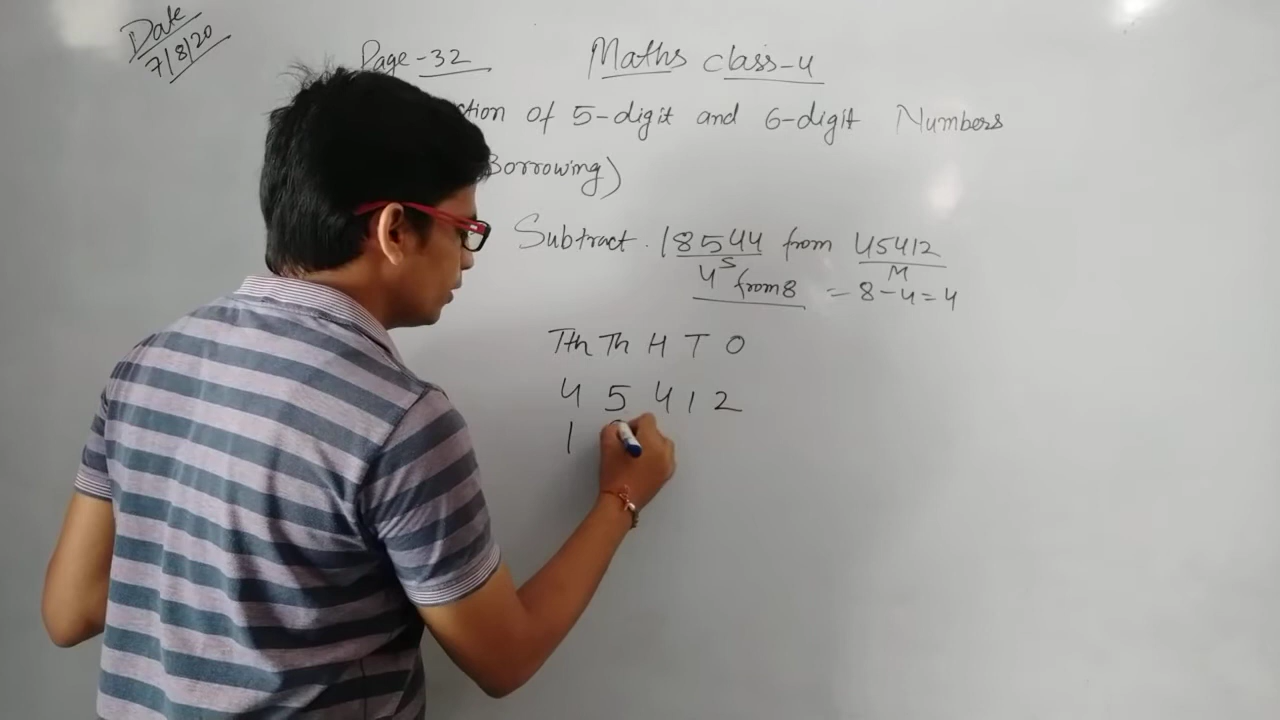 Date
7/8/20
Page-32 Maths class-4
of 5-digit and 6-digit Numbers
Borrowing)
Subtract. 18544 from 45412
S M
4 from 8 = 8-4=4
Tth Th H T O
4 5 4 1 2
1